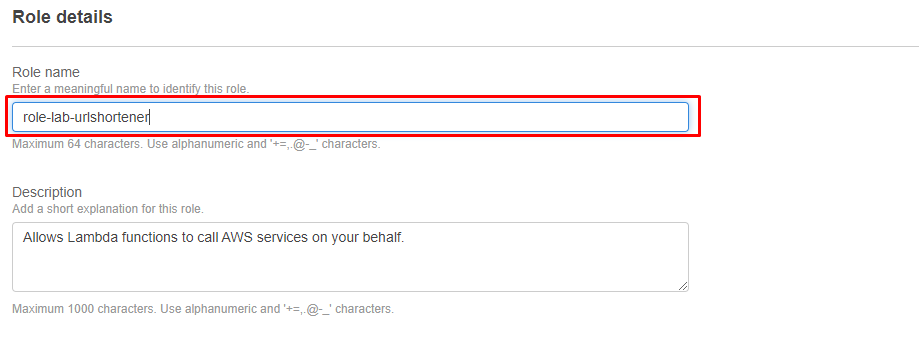 Role details
Role name
Enter a meaningful name to identify this role.
role-lab-urlshortener
Maximum 64 characters. Use alphanumeric and '+=,.@-_' characters.
Description
Add a short explanation for this role.
Allows Lambda functions to call AWS services on your behalf.
Maximum 1000 characters. Use alphanumeric and '+=,.@-_' characters.